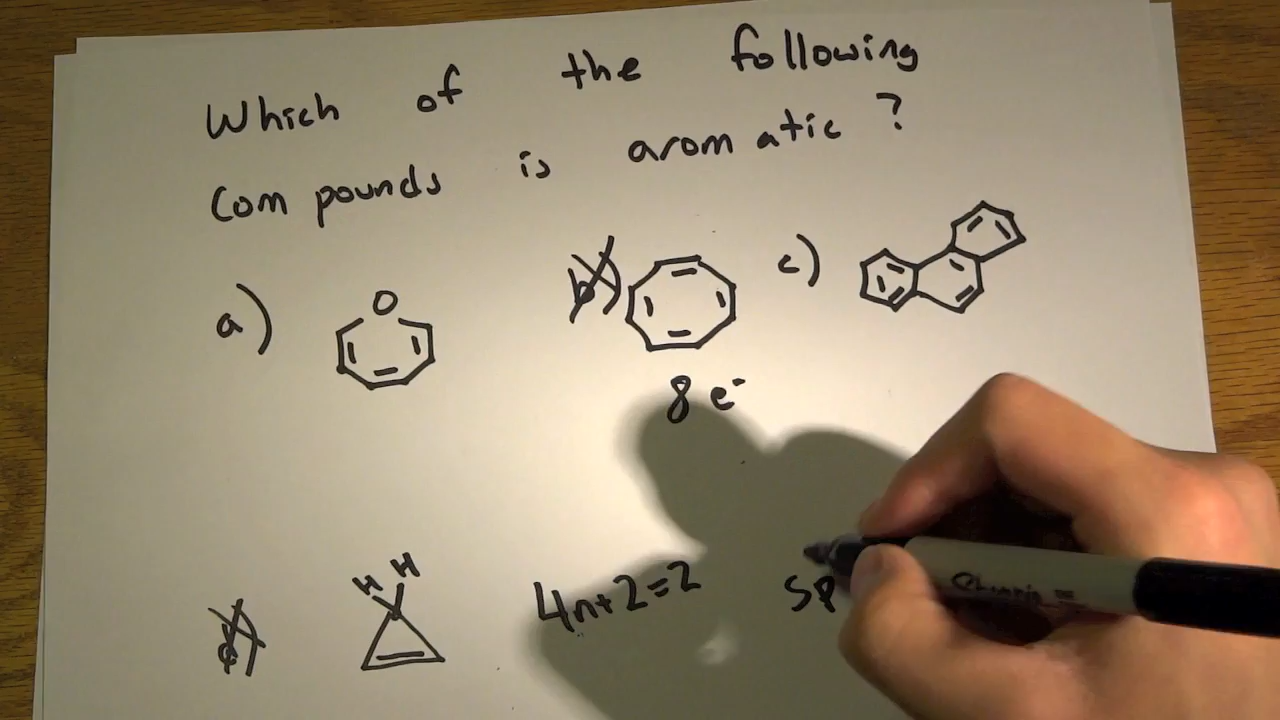 Which of the following
Compounds is aromatic ?
a)
O
b)
c)
8 e⁻
H H
4n+2=2
SP